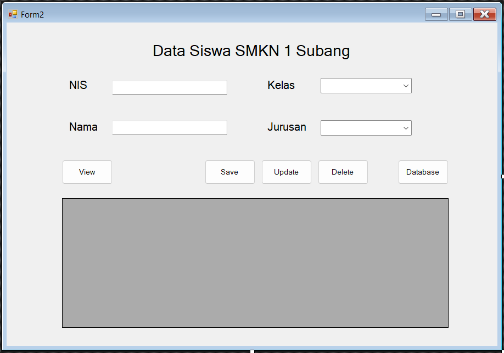 Form2
Data Siswa SMKN 1 Subang
NIS Kelas
Nama Jurusan
View Save Update Delete Database